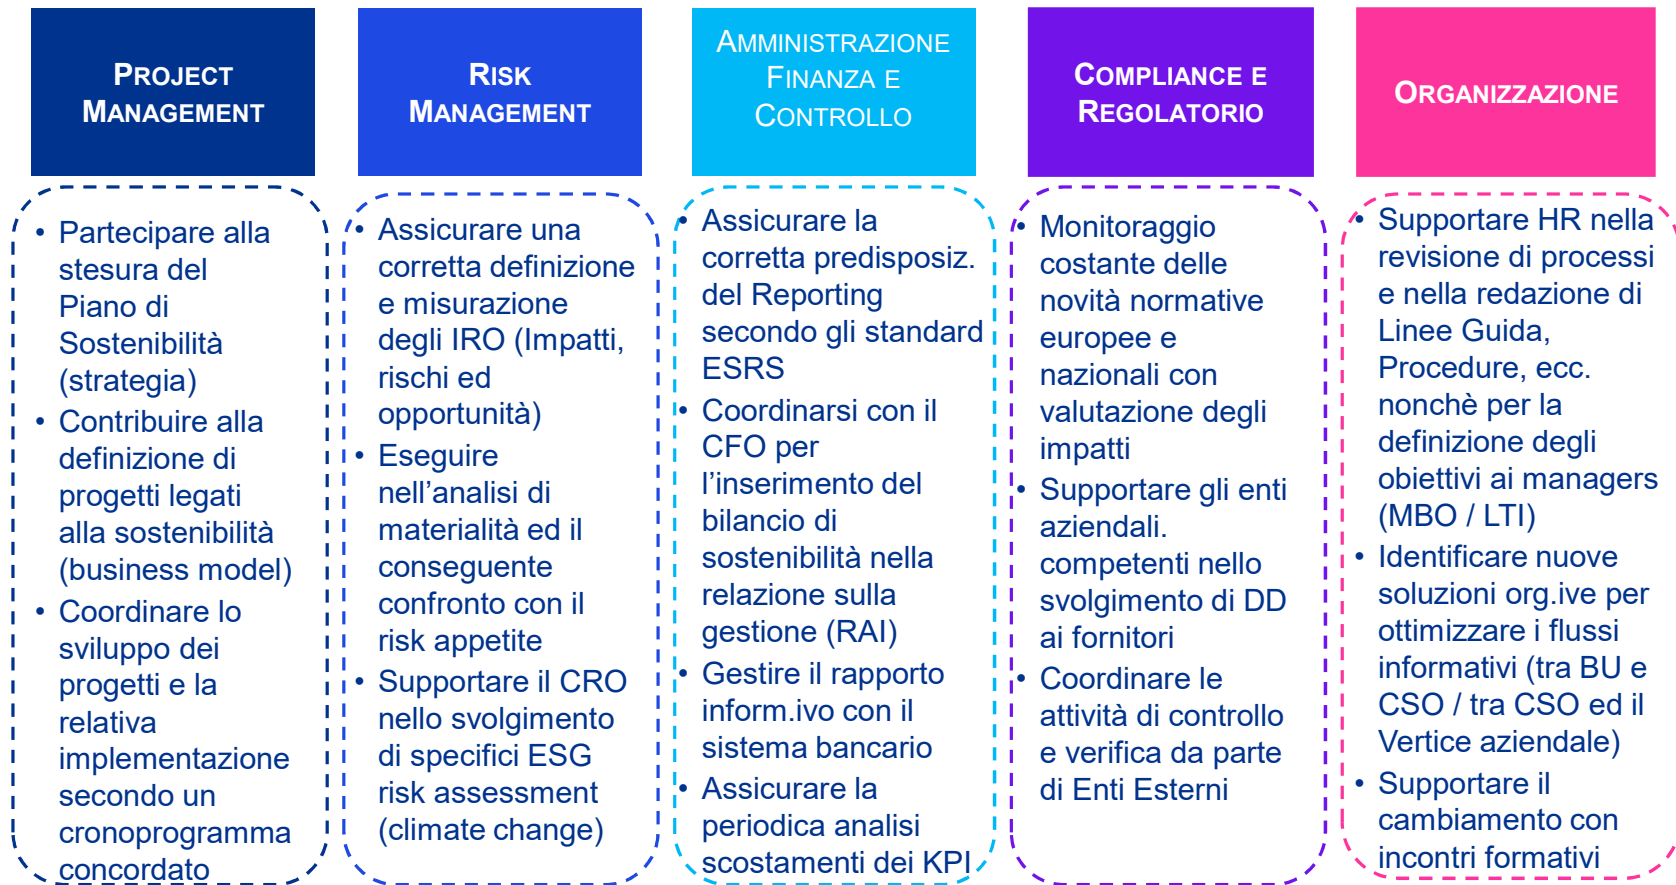 PROJECT
MANAGEMENT
• Partecipare alla
stesura del
Piano di
Sostenibilità
(strategia)
• Contribuire alla
definizione di
progetti legati
alla sostenibilità
(business model)
• Coordinare lo
sviluppo dei
progetti e la
relativa
implementazione
secondo un
cronoprogramma
concordato
RISK
MANAGEMENT
• Assicurare una
corretta definizione
e misurazione
degli IRO (Impatti,
rischi ed
opportunità)
• Eseguire
nell’analisi di
materialità ed il
conseguente
confronto con il
risk appetite
• Supportare il CRO
nello svolgimento
di specifici ESG
risk assessment
(climate change)
AMMINISTRAZIONE
FINANZA E
CONTROLLO
• Assicurare la
corretta predisposiz.
del Reporting
secondo gli standard
ESRS
• Coordinarsi con il
CFO per
l’inserimento del
bilancio di
sostenibilità nella
relazione sulla
gestione (RAI)
• Gestire il rapporto
inform.ivo con il
sistema bancario
• Assicurare la
periodica analisi
scostamenti dei KPI
COMPLIANCE E
REGOLATORIO
• Monitoraggio
costante delle
novità normative
europee e
nazionali con
valutazione degli
impatti
• Supportare gli enti
aziendali.
competenti nello
svolgimento di DD
ai fornitori
• Coordinare le
attività di controllo
e verifica da parte
di Enti Esterni
ORGANIZZAZIONE
• Supportare HR nella
revisione di processi
e nella redazione di
Linee Guida,
Procedure, ecc.
nonchè per la
definizione degli
obiettivi ai managers
(MBO / LTI)
• Identificare nuove
soluzioni org.ive per
ottimizzare i flussi
informativi (tra BU e
CSO / tra CSO ed il
Vertice aziendale)
• Supportare il
cambiamento con
incontri formativi